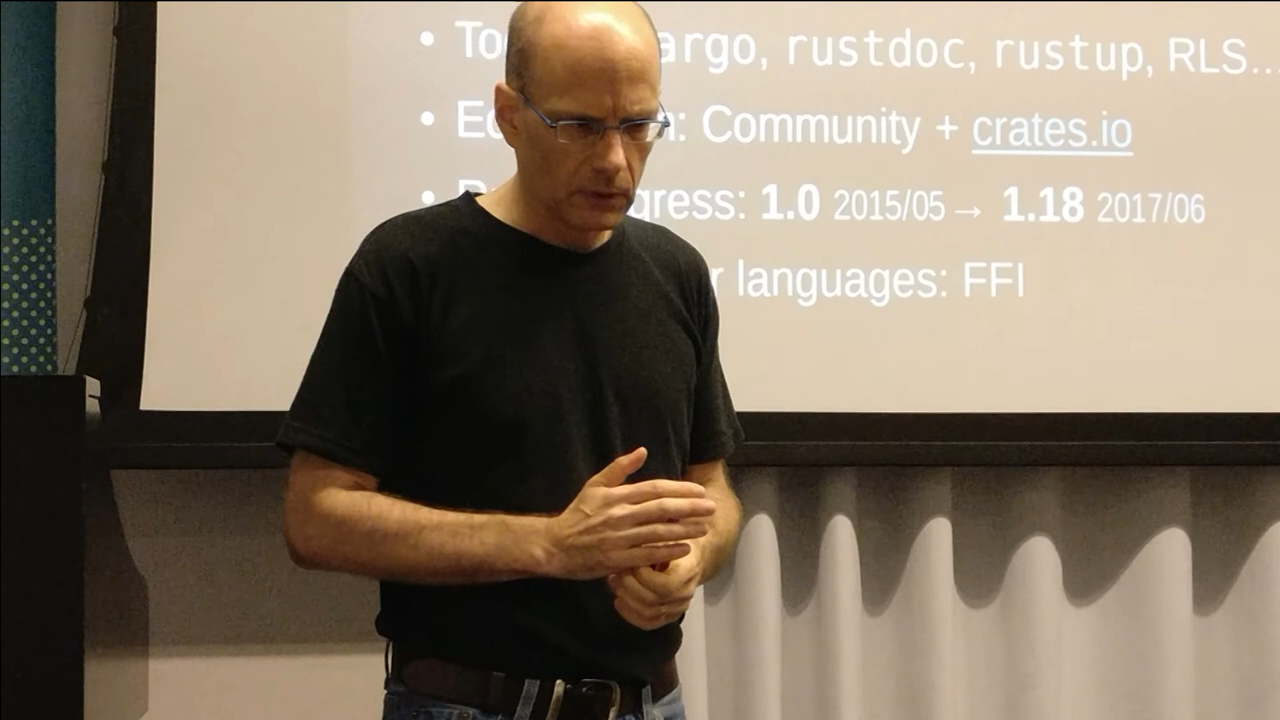 • To argo, rustdoc, rustup, RLS...
• Ec : Community + crates.io
• gress: 1.0 2015/05 → 1.18 2017/06
r languages: FFI